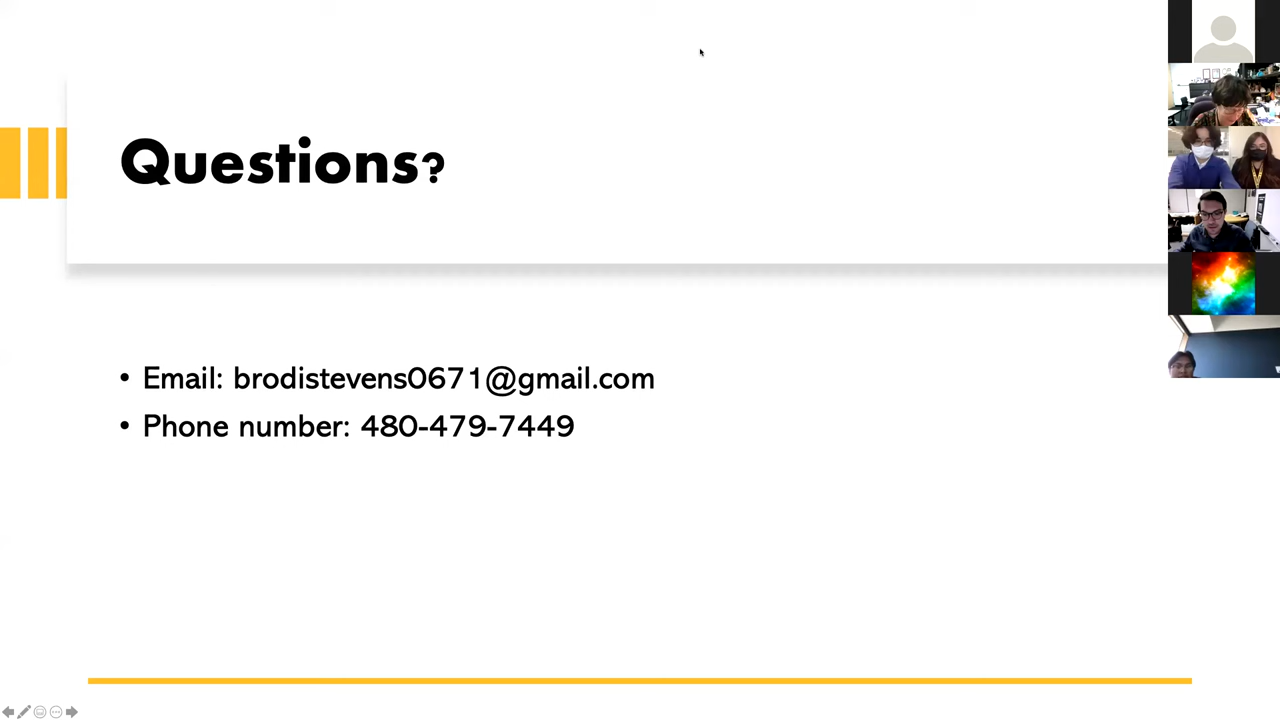 Questions?
• Email: brodistevens0671@gmail.com
• Phone number: 480-479-7449